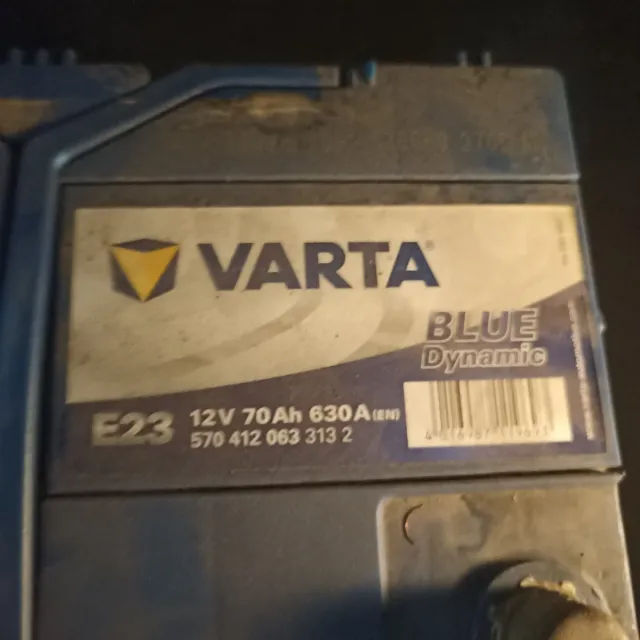 VARTA
BLUE
Dynamic
E23 12V 70Ah 630A(EN)
570 412 063 313 2